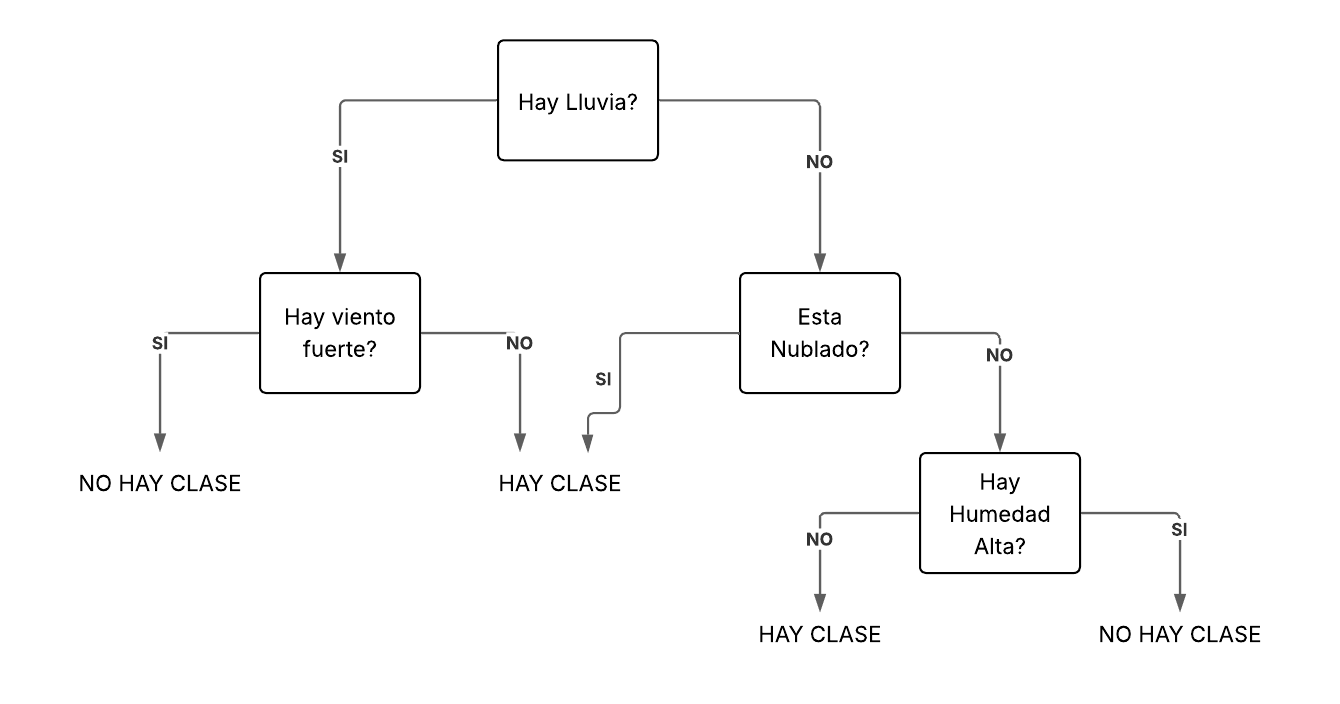 Hay Lluvia?
SI
NO
Hay viento
fuerte?
Esta
Nublado?
SI
NO
SI
NO
NO HAY CLASE
HAY CLASE
Hay
Humedad
Alta?
NO
SI
HAY CLASE
NO HAY CLASE